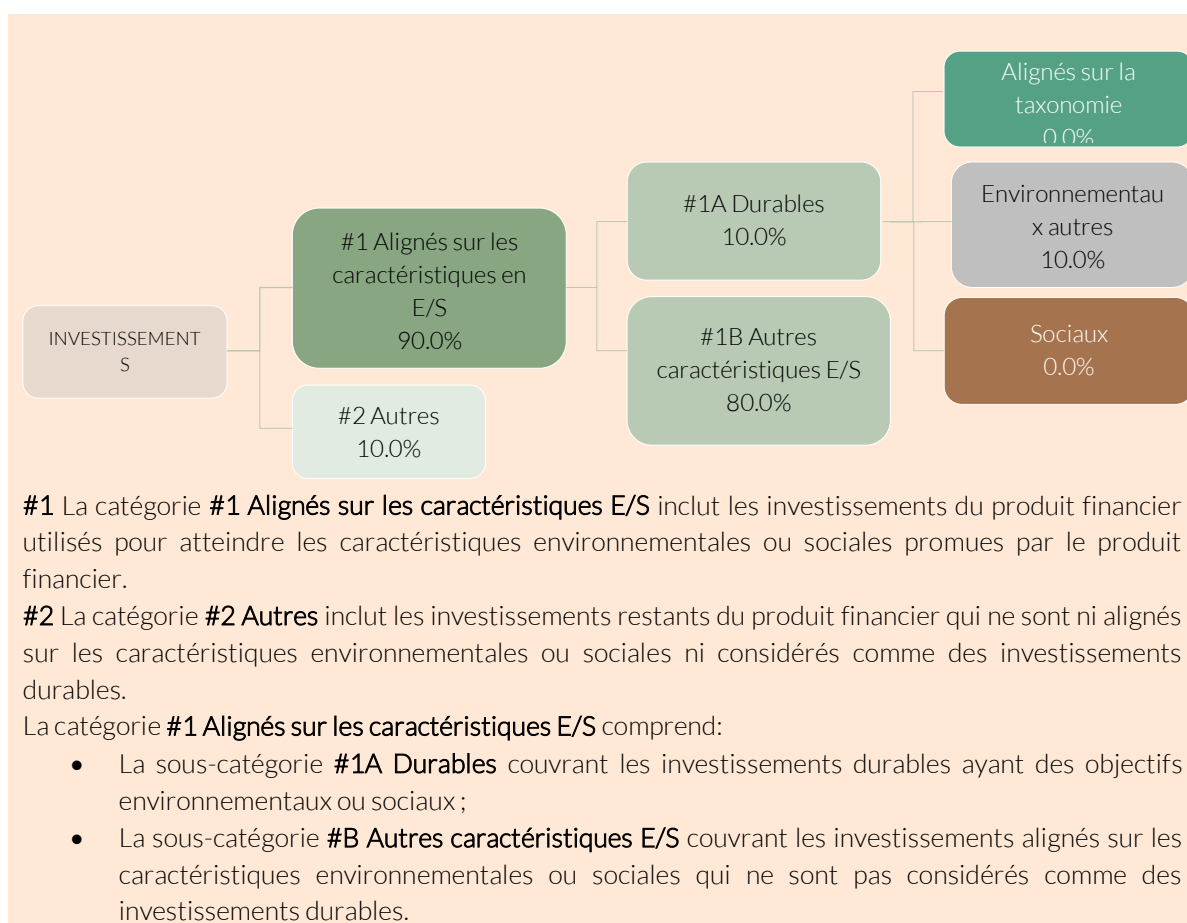 Alignés sur la
taxonomie
0.0%
#1A Durables
10.0%
Environnementau
x autres
10.0%
#1 Alignés sur les
caractéristiques en
E/S
90.0%
INVESTISSEMENT
S
#1B Autres
caractéristiques E/S
80.0%
Sociaux
0.0%
#2 Autres
10.0%
#1 La catégorie #1 Alignés sur les caractéristiques E/S inclut les investissements du produit financier
utilisés pour atteindre les caractéristiques environnementales ou sociales promues par le produit
financier.
#2 La catégorie #2 Autres inclut les investissements restants du produit financier qui ne sont ni alignés
sur les caractéristiques environnementales ou sociales ni considérés comme des investissements
durables.
La catégorie #1 Alignés sur les caractéristiques E/S comprend:
• La sous-catégorie #1A Durables couvrant les investissements durables ayant des objectifs
environnementaux ou sociaux ;
• La sous-catégorie #B Autres caractéristiques E/S couvrant les investissements alignés sur les
caractéristiques environnementales ou sociales qui ne sont pas considérés comme des
investissements durables.